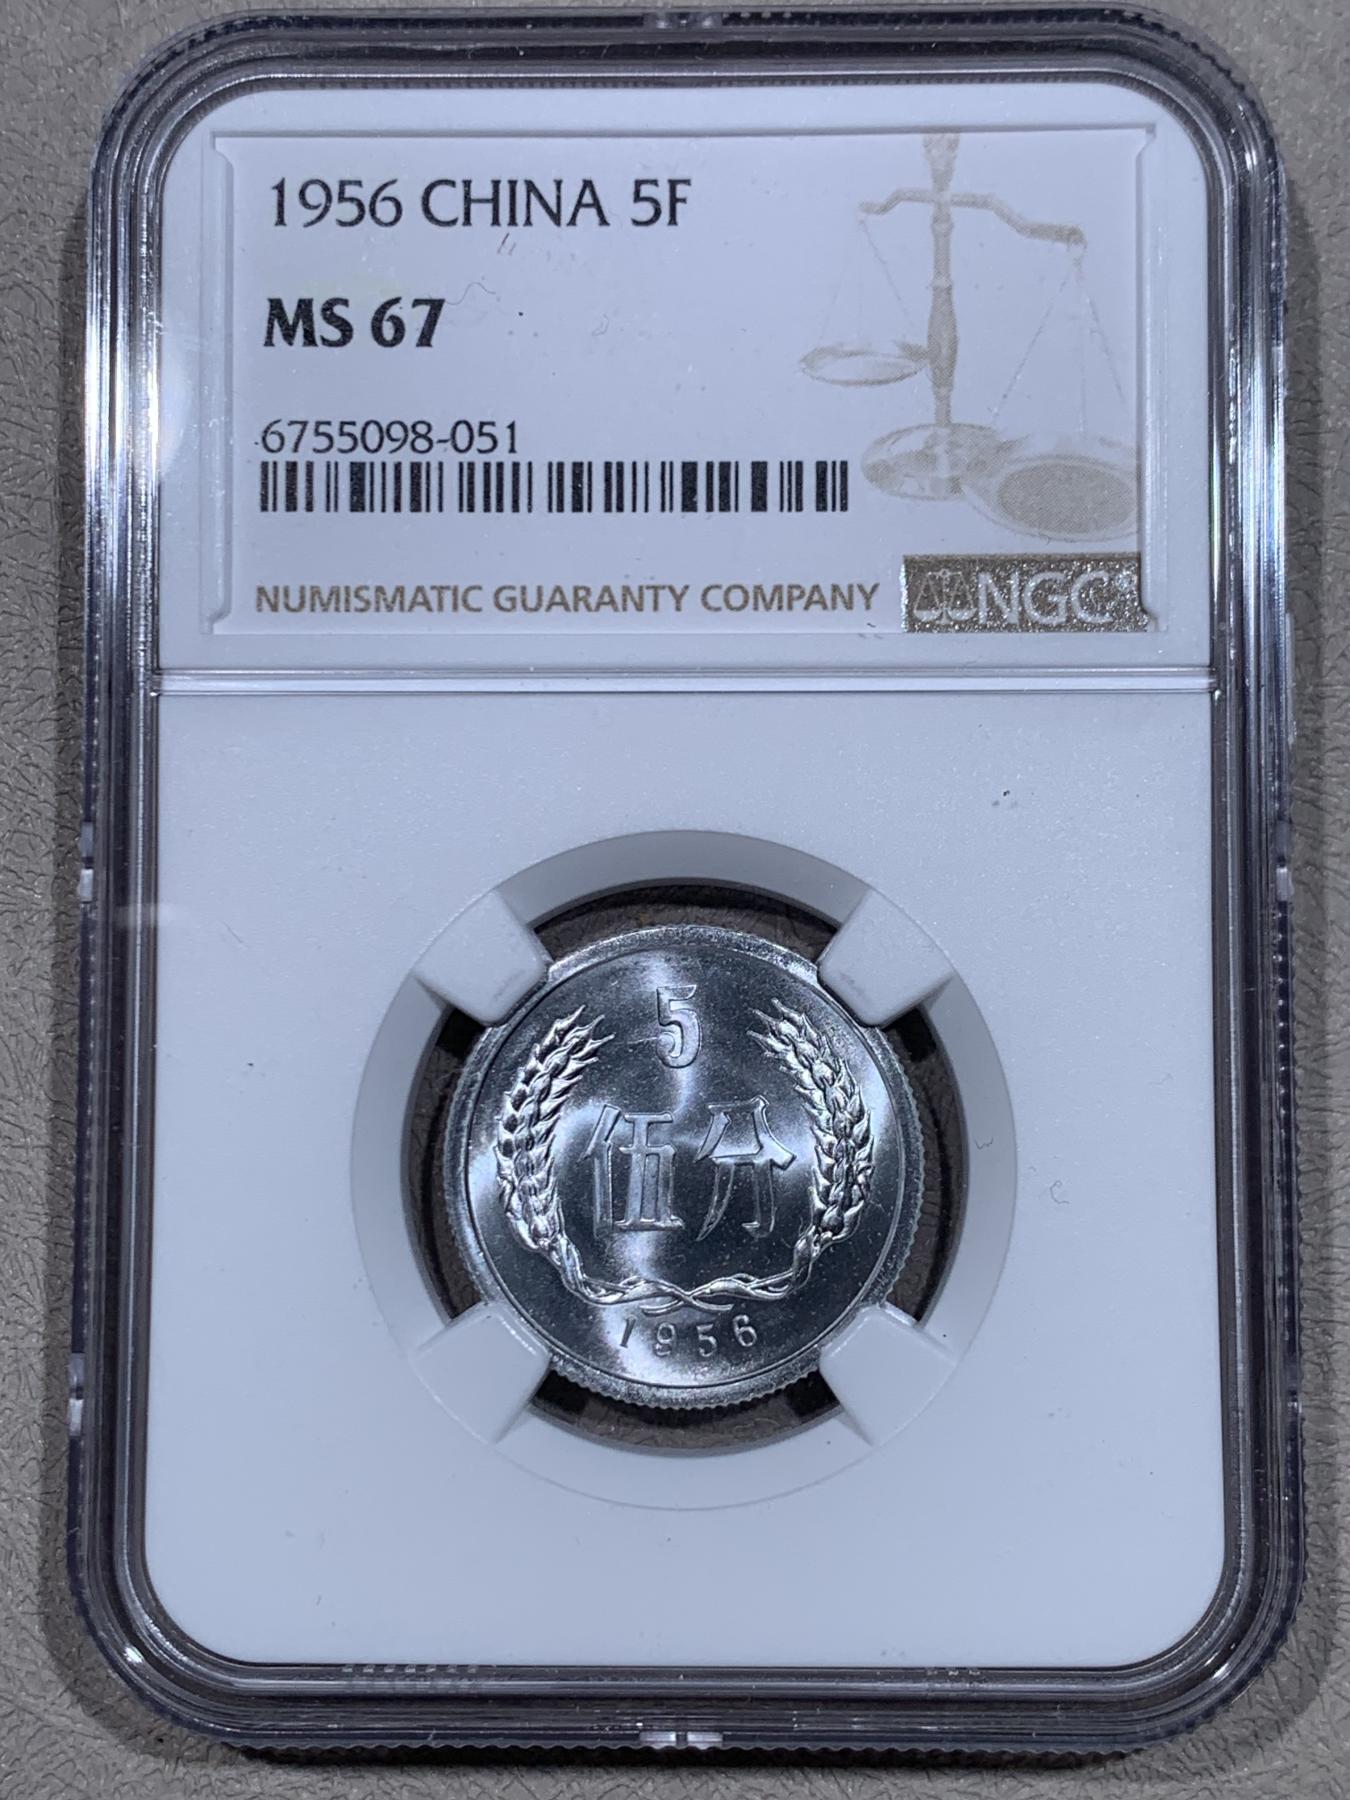 1956 CHINA 5F
MS 67
6755098-051
NUMISMATIC GUARANTY COMPANY
NGC
5
伍分
1956